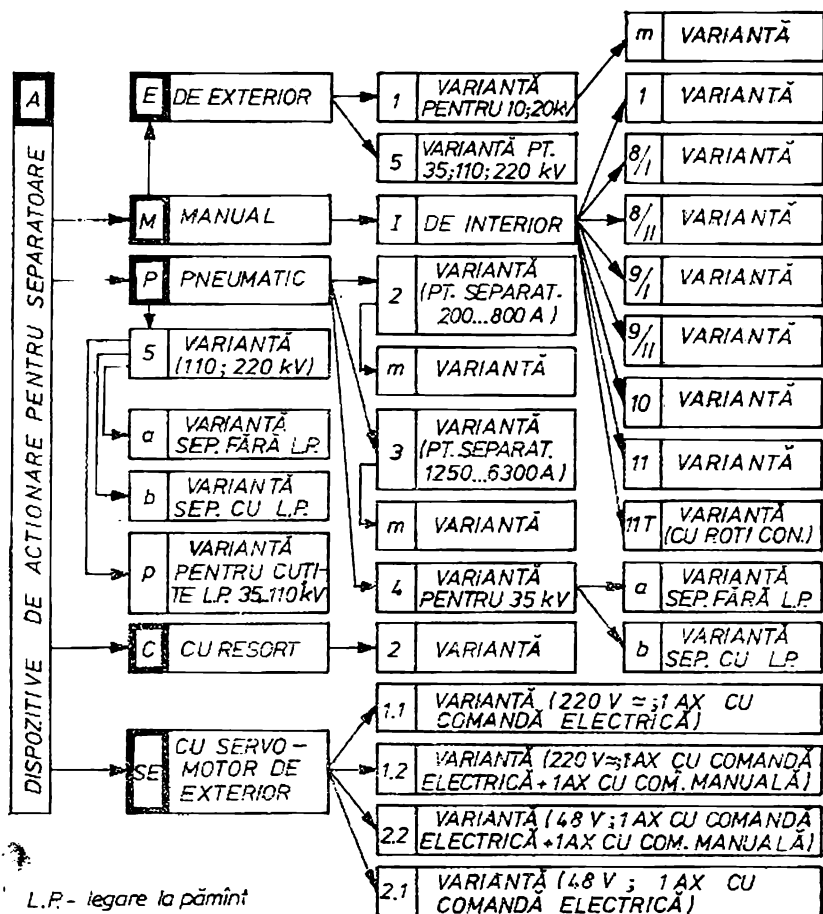 A
DISPOZITIVE DE ACTIONARE PENTRU SEPARATOARE
E DE EXTERIOR
M MANUAL
P PNEUMATIC
5 VARIANTĂ
(110; 220 kV)
a VARIANTĂ
SEP. FĂRĂ L.P.
b VARIANTĂ
SEP. CU L.P.
p VARIANTĂ
PENTRU CUTI-
TE L.P. 35...110kV
C CU RESORT
SE CU SERVO-
MOTOR DE
EXTERIOR
1 VARIANTĂ
PENTRU 10;20kV
5 VARIANTĂ PT.
35;110; 220 kV
I DE INTERIOR
2 VARIANTĂ
(PT. SEPARAT.
200...800 A)
m VARIANTĂ
3 VARIANTĂ
(PT. SEPARAT.
1250...6300A)
m VARIANTĂ
4 VARIANTĂ
PENTRU 35 kV
2 VARIANTĂ
m VARIANTĂ
1 VARIANTĂ
8/I VARIANTĂ
8/II VARIANTĂ
9/I VARIANTĂ
9/II VARIANTĂ
10 VARIANTĂ
11 VARIANTĂ
11T VARIANTĂ
(CU ROTI CON.)
a VARIANTĂ
SEP. FĂRĂ L.P.
b VARIANTĂ
SEP. CU L.P.
1.1 VARIANTĂ (220 V ≃; 1 AX CU
COMANDĂ ELECTRICĂ)
1.2 VARIANTĂ (220 V≃; 1AX CU COMANDĂ
ELECTRICĂ + 1AX CU COM. MANUALĂ)
2.2 VARIANTĂ (48 V ; 1 AX CU COMANDĂ
ELECTRICĂ +1AX CU COM. MANUALĂ)
2.1 VARIANTĂ (48 V ; 1 AX CU
COMANDĂ ELECTRICĂ)
L.P. - legare la pămînt